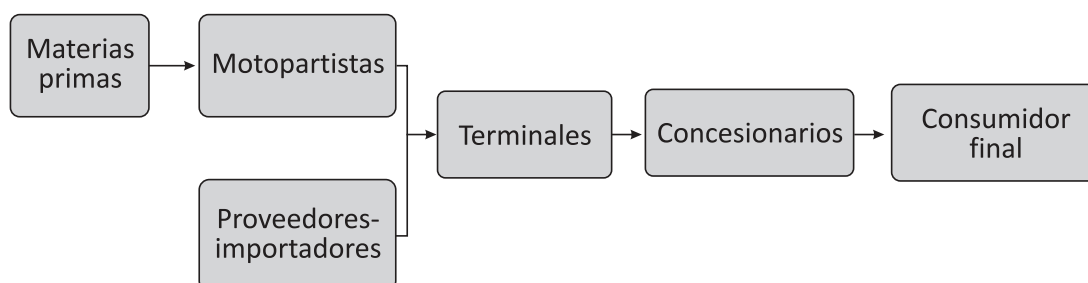 Materias
primas
Motopartistas
Proveedores-
importadores
Terminales
Concesionarios
Consumidor
final